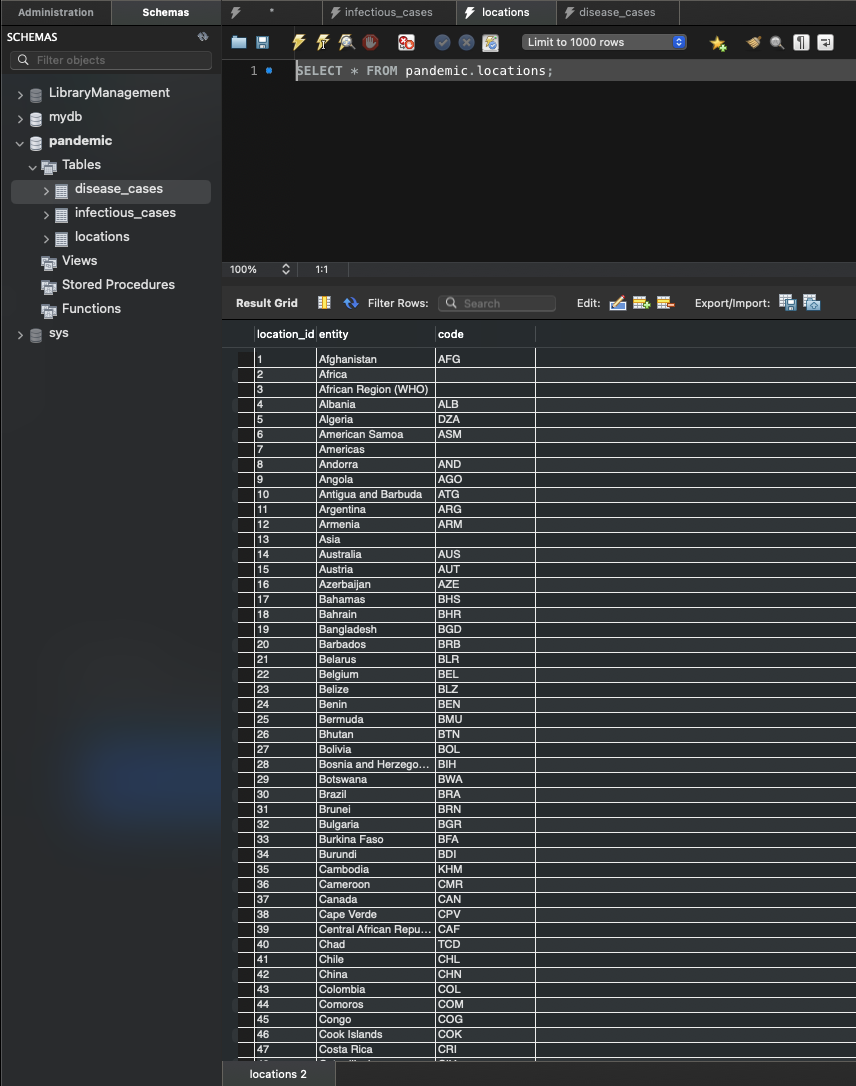 Administration Schemas * infectious_cases locations disease_cases
SCHEMAS
Filter objects
Limit to 1000 rows
1 SELECT * FROM pandemic.locations;
LibraryManagement
mydb
pandemic
Tables
disease_cases
infectious_cases
locations
Views
Stored Procedures
Functions
sys
100% 1:1
Result Grid Filter Rows: Search Edit: Export/Import:
location_id entity code
1 Afghanistan AFG
2 Africa
3 African Region (WHO)
4 Albania ALB
5 Algeria DZA
6 American Samoa ASM
7 Americas
8 Andorra AND
9 Angola AGO
10 Antigua and Barbuda ATG
11 Argentina ARG
12 Armenia ARM
13 Asia
14 Australia AUS
15 Austria AUT
16 Azerbaijan AZE
17 Bahamas BHS
18 Bahrain BHR
19 Bangladesh BGD
20 Barbados BRB
21 Belarus BLR
22 Belgium BEL
23 Belize BLZ
24 Benin BEN
25 Bermuda BMU
26 Bhutan BTN
27 Bolivia BOL
28 Bosnia and Herzego... BIH
29 Botswana BWA
30 Brazil BRA
31 Brunei BRN
32 Bulgaria BGR
33 Burkina Faso BFA
34 Burundi BDI
35 Cambodia KHM
36 Cameroon CMR
37 Canada CAN
38 Cape Verde CPV
39 Central African Repu... CAF
40 Chad TCD
41 Chile CHL
42 China CHN
43 Colombia COL
44 Comoros COM
45 Congo COG
46 Cook Islands COK
47 Costa Rica CRI
locations 2